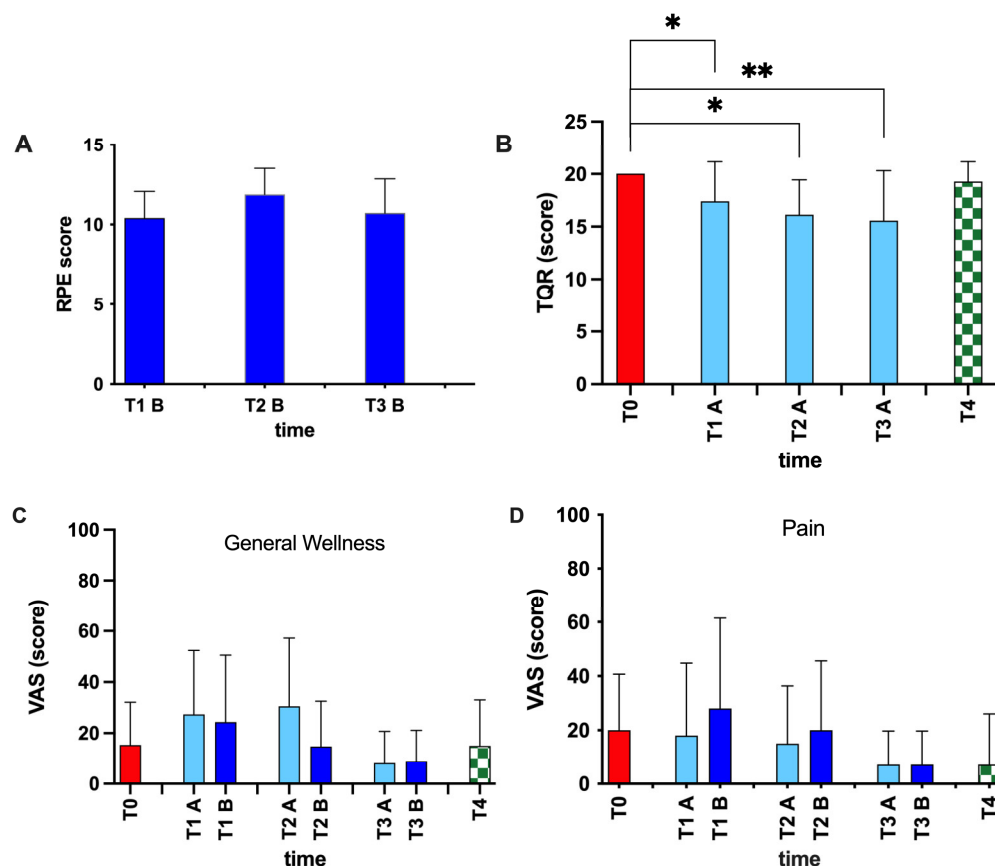 A
RPE score
15
10
5
0
T1 B
T2 B
T3 B
time
B
TQR (score)
*
**
*
25
20
15
10
5
0
T0
T1 A
T2 A
T3 A
T4
time
C
General Wellness
VAS (score)
100
80
60
40
20
0
T0
T1 A
T1 B
T2 A
T2 B
T3 A
T3 B
T4
time
D
Pain
VAS (score)
100
80
60
40
20
0
T0
T1 A
T1 B
T2 A
T2 B
T3 A
T3 B
T4
time